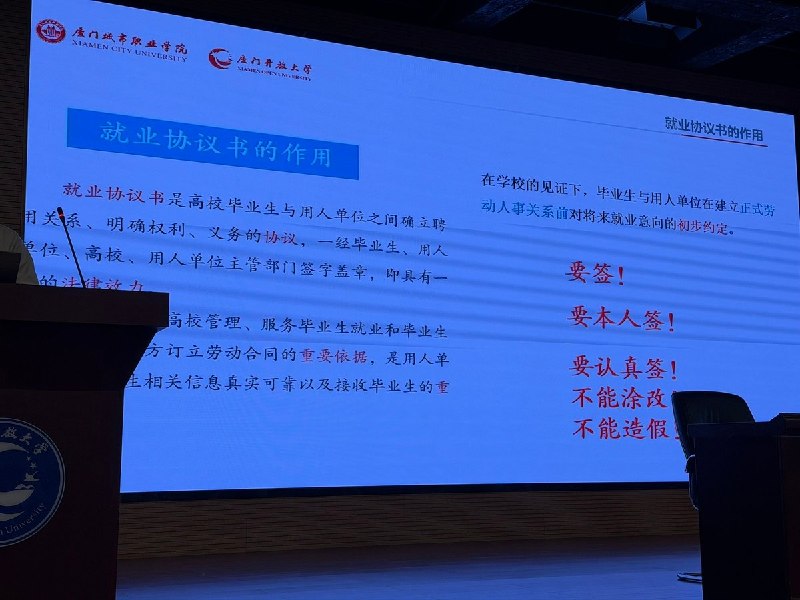 厦门城市职业学院
XIAMEN CITY UNIVERSITY
厦门开放大学
XIAMEN OPEN UNIVERSITY
就业协议书的作用
就业协议书的作用
就业协议书是高校毕业生与用人单位之间确立聘
用关系、明确权利、义务的协议，一经毕业生、用人
单位、高校、用人单位主管部门签字盖章，即具有一
的法律效力
高校管理、服务毕业生就业和毕业生
方订立劳动合同的重要依据，是用人单
生相关信息真实可靠以及接收毕业生的重
在学校的见证下，毕业生与用人单位在建立正式劳
动人事关系前对将来就业意向的初步约定。
要签！
要本人签！
要认真签！
不能涂改
不能造假
放大学
University